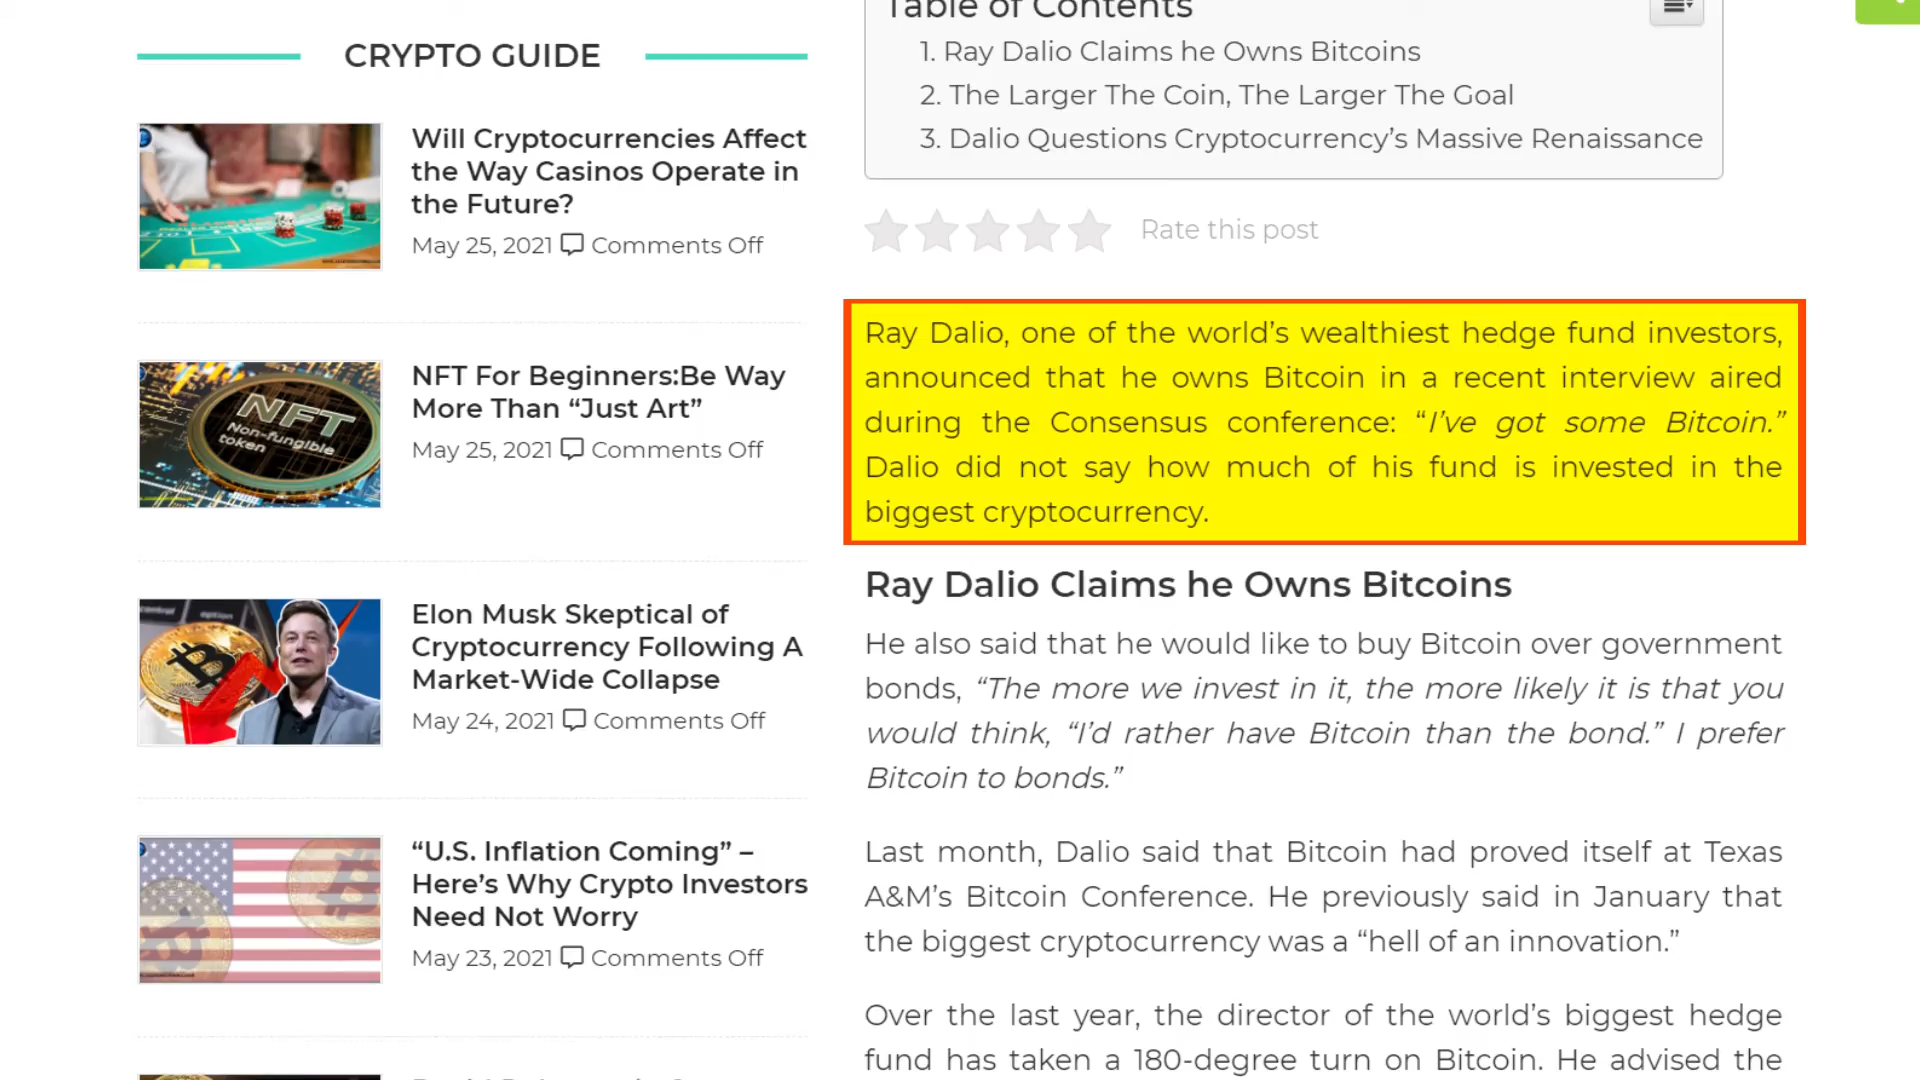 CRYPTO GUIDE
Will Cryptocurrencies Affect
the Way Casinos Operate in
the Future?
May 25, 2021 Comments Off
NFT
Non-fungible
token
NFT For Beginners:Be Way
More Than “Just Art”
May 25, 2021 Comments Off
Elon Musk Skeptical of
Cryptocurrency Following A
Market-Wide Collapse
May 24, 2021 Comments Off
“U.S. Inflation Coming” –
Here’s Why Crypto Investors
Need Not Worry
May 23, 2021 Comments Off
Table of Contents
1. Ray Dalio Claims he Owns Bitcoins
2. The Larger The Coin, The Larger The Goal
3. Dalio Questions Cryptocurrency’s Massive Renaissance
Rate this post
Ray Dalio, one of the world’s wealthiest hedge fund investors,
announced that he owns Bitcoin in a recent interview aired
during the Consensus conference: “I’ve got some Bitcoin.”
Dalio did not say how much of his fund is invested in the
biggest cryptocurrency.
Ray Dalio Claims he Owns Bitcoins
He also said that he would like to buy Bitcoin over government
bonds, “The more we invest in it, the more likely it is that you
would think, “I’d rather have Bitcoin than the bond.” I prefer
Bitcoin to bonds.”
Last month, Dalio said that Bitcoin had proved itself at Texas
A&M’s Bitcoin Conference. He previously said in January that
the biggest cryptocurrency was a “hell of an innovation.”
Over the last year, the director of the world’s biggest hedge
fund has taken a 180-degree turn on Bitcoin. He advised the